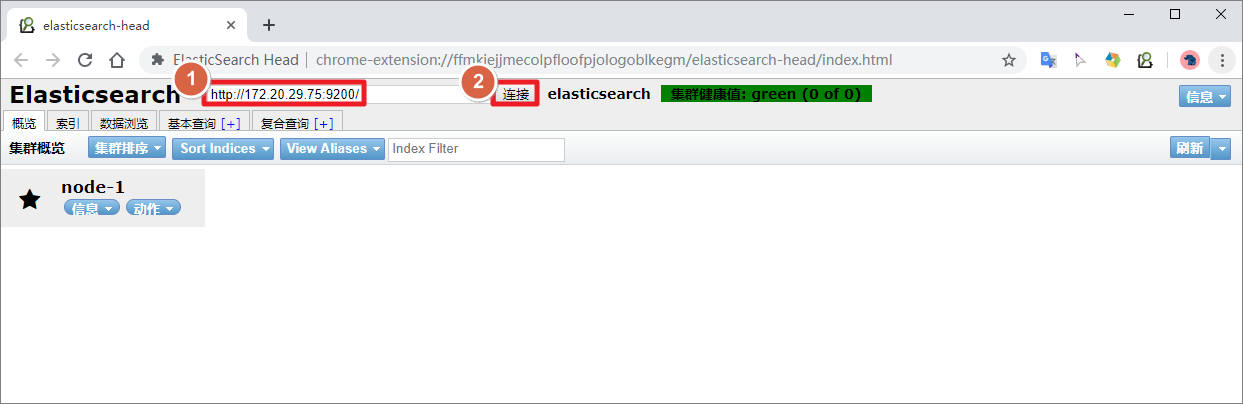 elasticsearch-head
ElasticSearch Head chrome-extension://ffmkiejjmecolpfloofpjologoblkegm/elasticsearch-head/index.html
1 2
Elasticsearch http://172.20.29.75:9200/ 连接 elasticsearch 集群健康值: green (0 of 0) 信息
概览 索引 数据浏览 基本查询 [+] 复合查询 [+]
集群概览 集群排序 Sort Indices View Aliases Index Filter 刷新
node-1
信息 动作